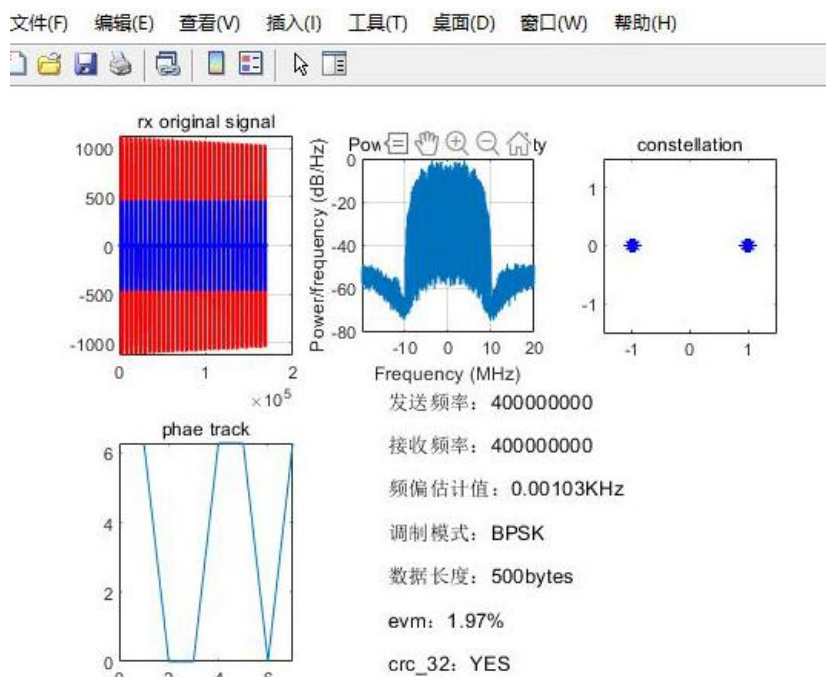 文件(F) 编辑(E) 查看(V) 插入(I) 工具(T) 桌面(D) 窗口(W) 帮助(H)
rx original signal
1000
500
0
-500
-1000
0 1 2
×10⁵
Pow ty
Power/frequency (dB/Hz)
0
-20
-40
-60
-80
-10 0 10 20
Frequency (MHz)
constellation
1
0
-1
-1 0 1
phae track
6
4
2
0
发送频率：400000000
接收频率：400000000
频偏估计值：0.00103KHz
调制模式：BPSK
数据长度：500bytes
evm：1.97%
crc_32：YES